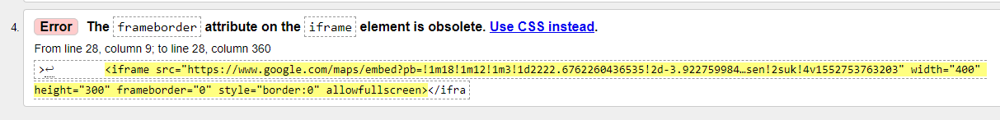 4. Error The frameborder attribute on the iframe element is obsolete. Use CSS instead.
From line 28, column 9; to line 28, column 360
>↩ <iframe src="https://www.google.com/maps/embed?pb=!1m18!1m12!1m3!1d2222.6762260436535!2d-3.922759984…sen!2suk!4v1552753763203" width="400"
height="300" frameborder="0" style="border:0" allowfullscreen></ifra